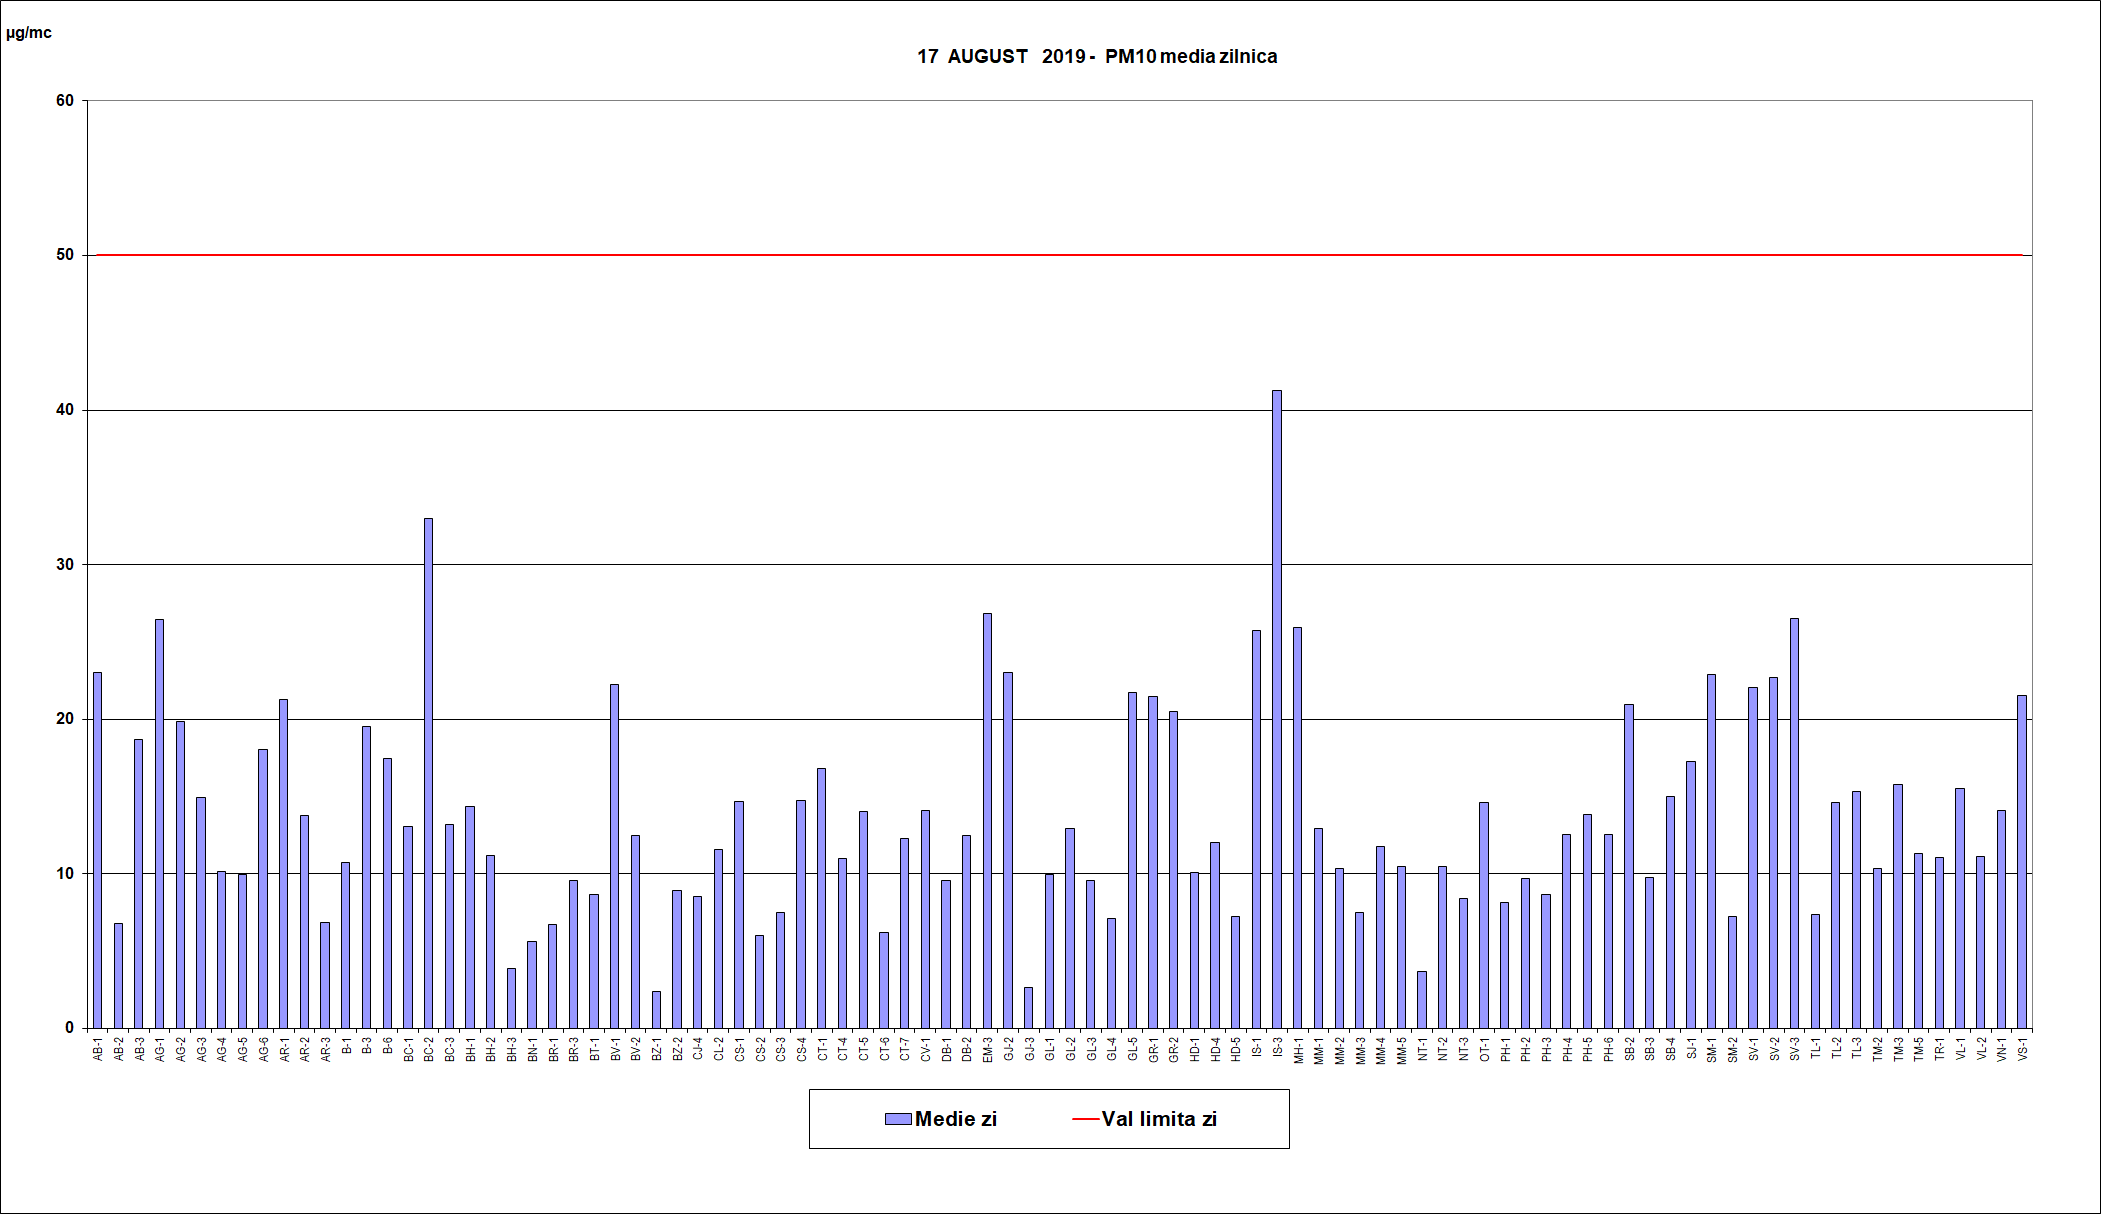 µg/mc
17 AUGUST 2019 - PM10 media zilnica
60
50
40
30
20
10
0
AB-1 AB-2 AB-3 AG-1 AG-2 AG-3 AG-4 AG-5 AG-6 AR-1 AR-2 AR-3 B-1 B-3 B-6 BC-1 BC-2 BC-3 BH-1 BH-2 BH-3 BN-1 BR-1 BR-3 BT-1 BV-1 BV-2 BZ-1 BZ-2 CJ-4 CL-2 CS-1 CS-2 CS-3 CS-4 CT-1 CT-4 CT-5 CT-6 CT-7 CV-1 DB-1 DB-2 EM-3 GJ-2 GJ-3 GL-1 GL-2 GL-3 GL-4 GL-5 GR-1 GR-2 HD-1 HD-4 HD-5 IS-1 IS-3 MH-1 MM-1 MM-2 MM-3 MM-4 MM-5 NT-1 NT-2 NT-3 OT-1 PH-1 PH-2 PH-3 PH-4 PH-5 PH-6 SB-2 SB-3 SB-4 SJ-1 SM-1 SM-2 SV-1 SV-2 SV-3 TL-1 TL-2 TL-3 TM-2 TM-3 TM-5 TR-1 VL-1 VL-2 VN-1 VS-1
Medie zi Val limita zi